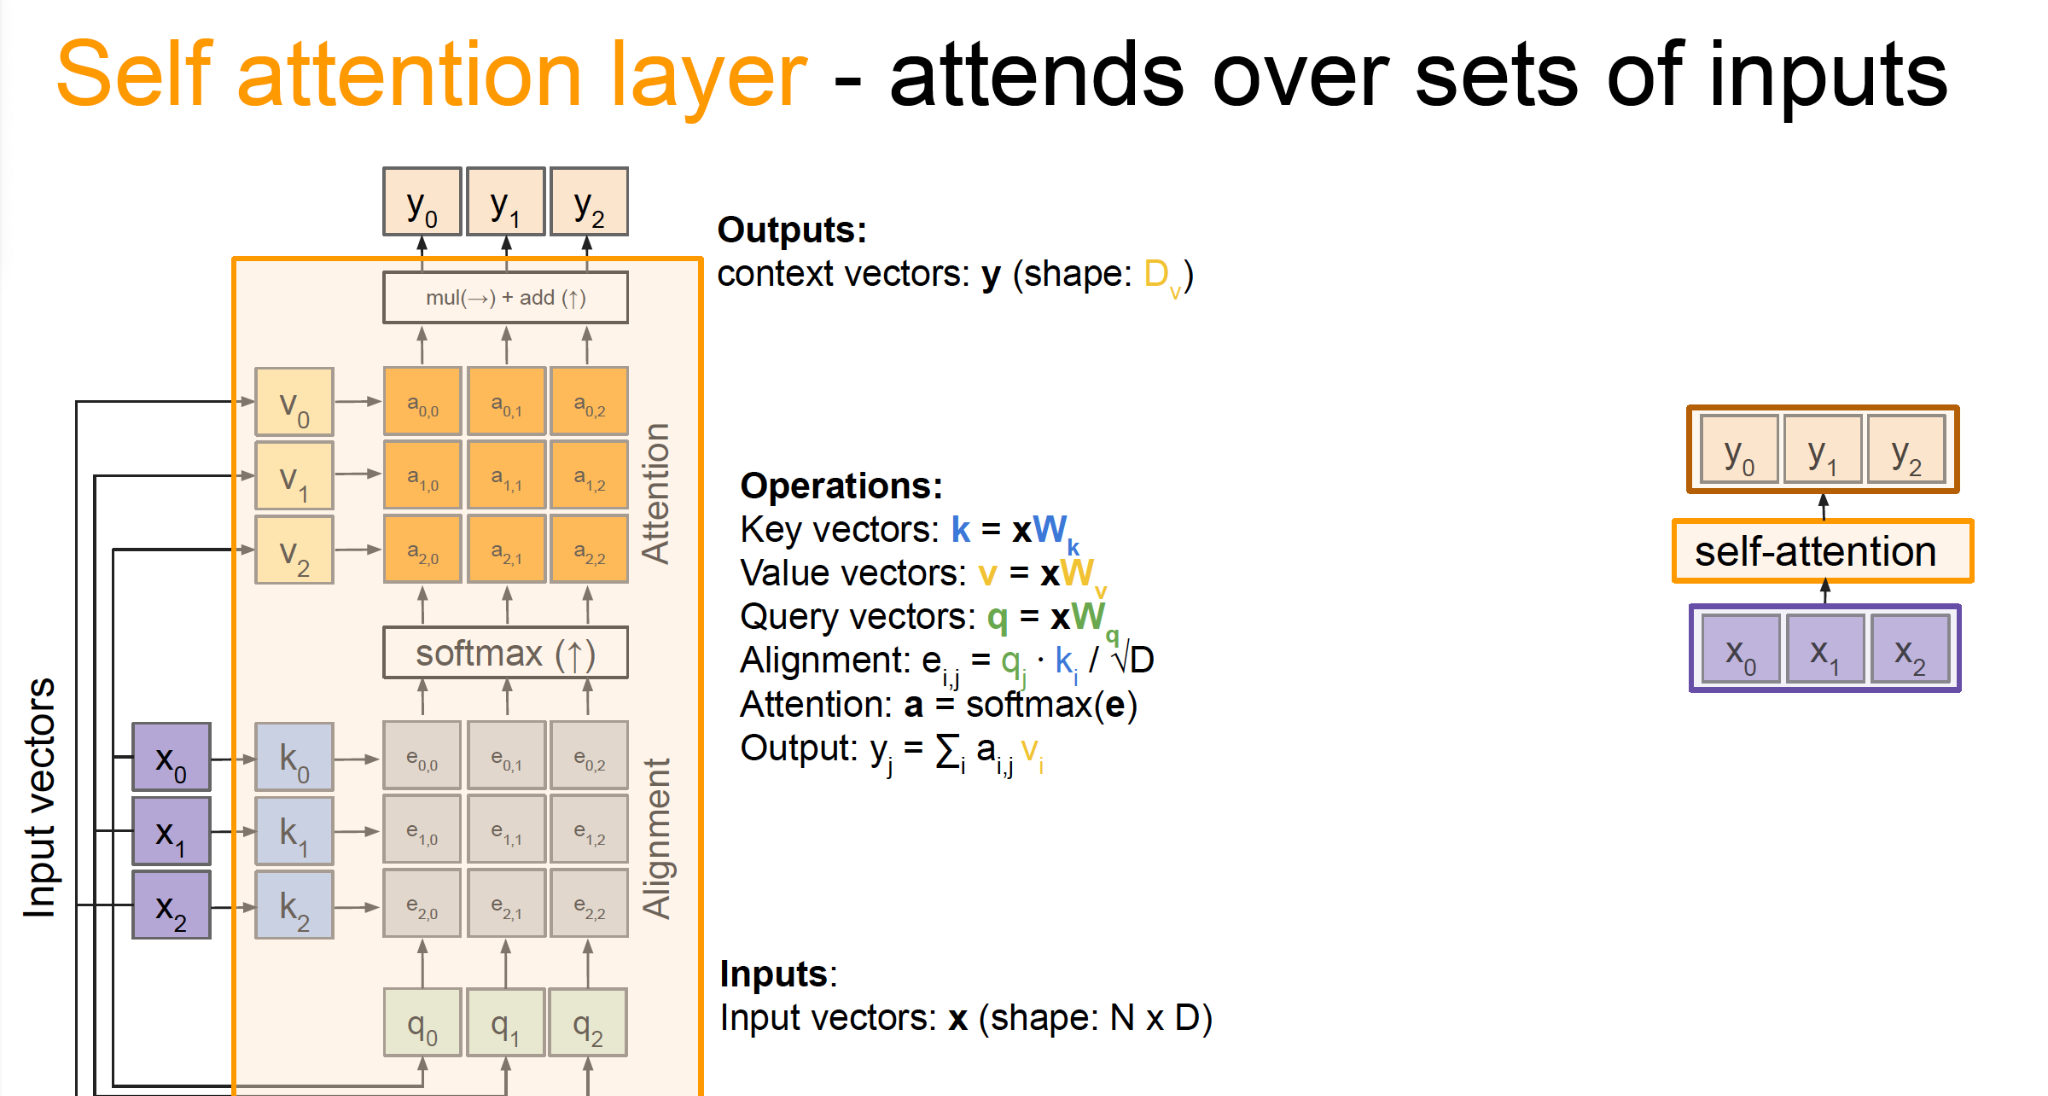 Self attention layer - attends over sets of inputs
y0 y1 y2
mul(→) + add (↑)
v0 a0,0 a0,1 a0,2
v1 a1,0 a1,1 a1,2
v2 a2,0 a2,1 a2,2
Attention
softmax (↑)
Input vectors
x0 k0 e0,0 e0,1 e0,2
x1 k1 e1,0 e1,1 e1,2
x2 k2 e2,0 e2,1 e2,2
Alignment
q0 q1 q2
Outputs:
context vectors: y (shape: Dv)
Operations:
Key vectors: k = xWk
Value vectors: v = xWv
Query vectors: q = xWq
Alignment: ei,j = qj · ki / √D
Attention: a = softmax(e)
Output: yj = ∑i ai,j vi
Inputs:
Input vectors: x (shape: N x D)
y0 y1 y2
self-attention
x0 x1 x2